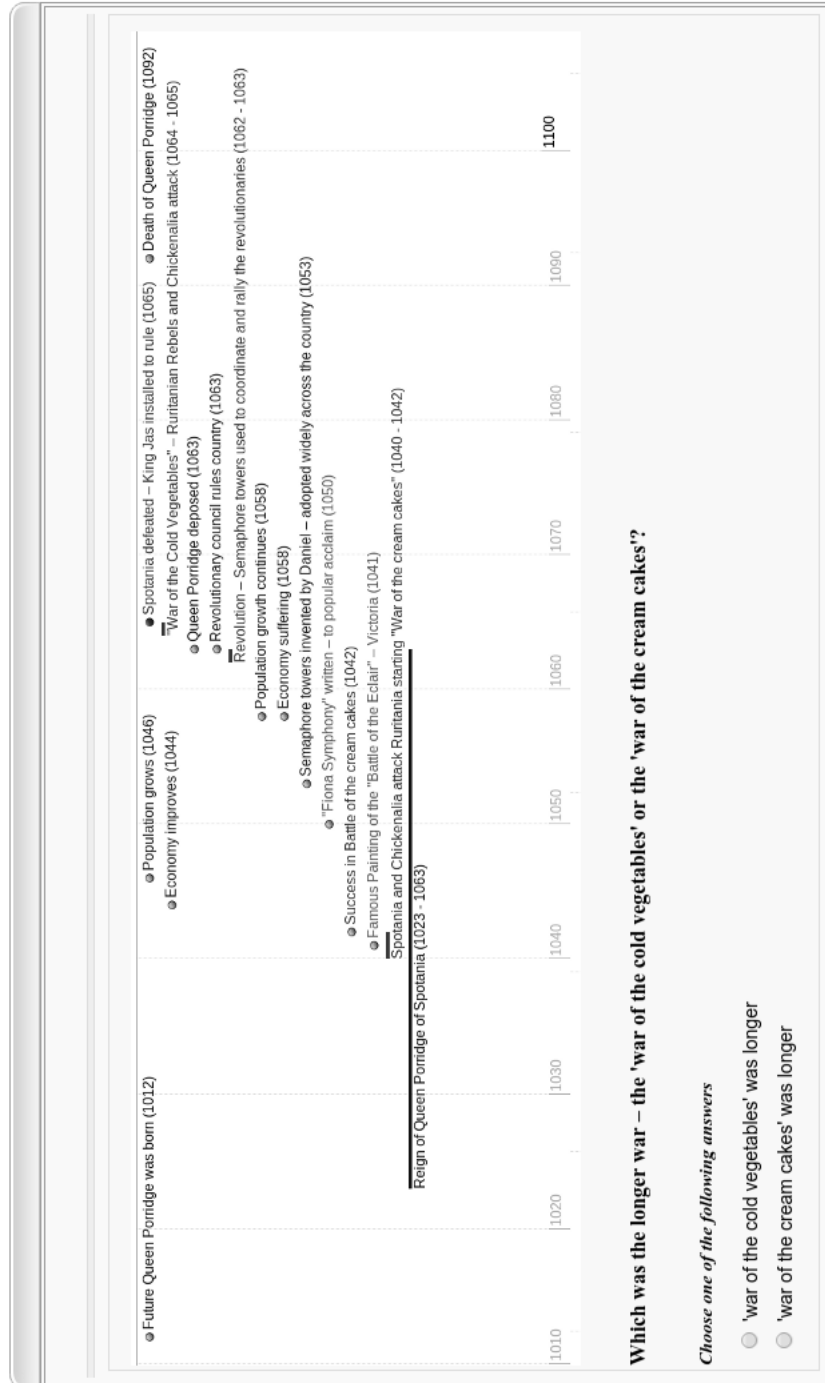 Future Queen Porridge was born (1012)
Population grows (1046)
Spotania defeated – King Jas installed to rule (1065)
Death of Queen Porridge (1092)
Economy improves (1044)
"War of the Cold Vegetables" – Ruritanian Rebels and Chickenalia attack (1064 - 1065)
Queen Porridge deposed (1063)
Revolutionary council rules country (1063)
Revolution – Semaphore towers used to coordinate and rally the revolutionaries (1062 - 1063)
Population growth continues (1058)
Economy suffering (1058)
Semaphore towers invented by Daniel – adopted widely across the country (1053)
"Fiona Symphony" written – to popular acclaim (1050)
Success in Battle of the cream cakes (1042)
Famous Painting of the "Battle of the Eclair" – Victoria (1041)
Spotania and Chickenalia attack Ruritania starting "War of the cream cakes" (1040 - 1042)
Reign of Queen Porridge of Spotania (1023 - 1063)
1010 1020 1030 1040 1050 1060 1070 1080 1090 1100
Which was the longer war – the 'war of the cold vegetables' or the 'war of the cream cakes'?
Choose one of the following answers
'war of the cold vegetables' was longer
'war of the cream cakes' was longer